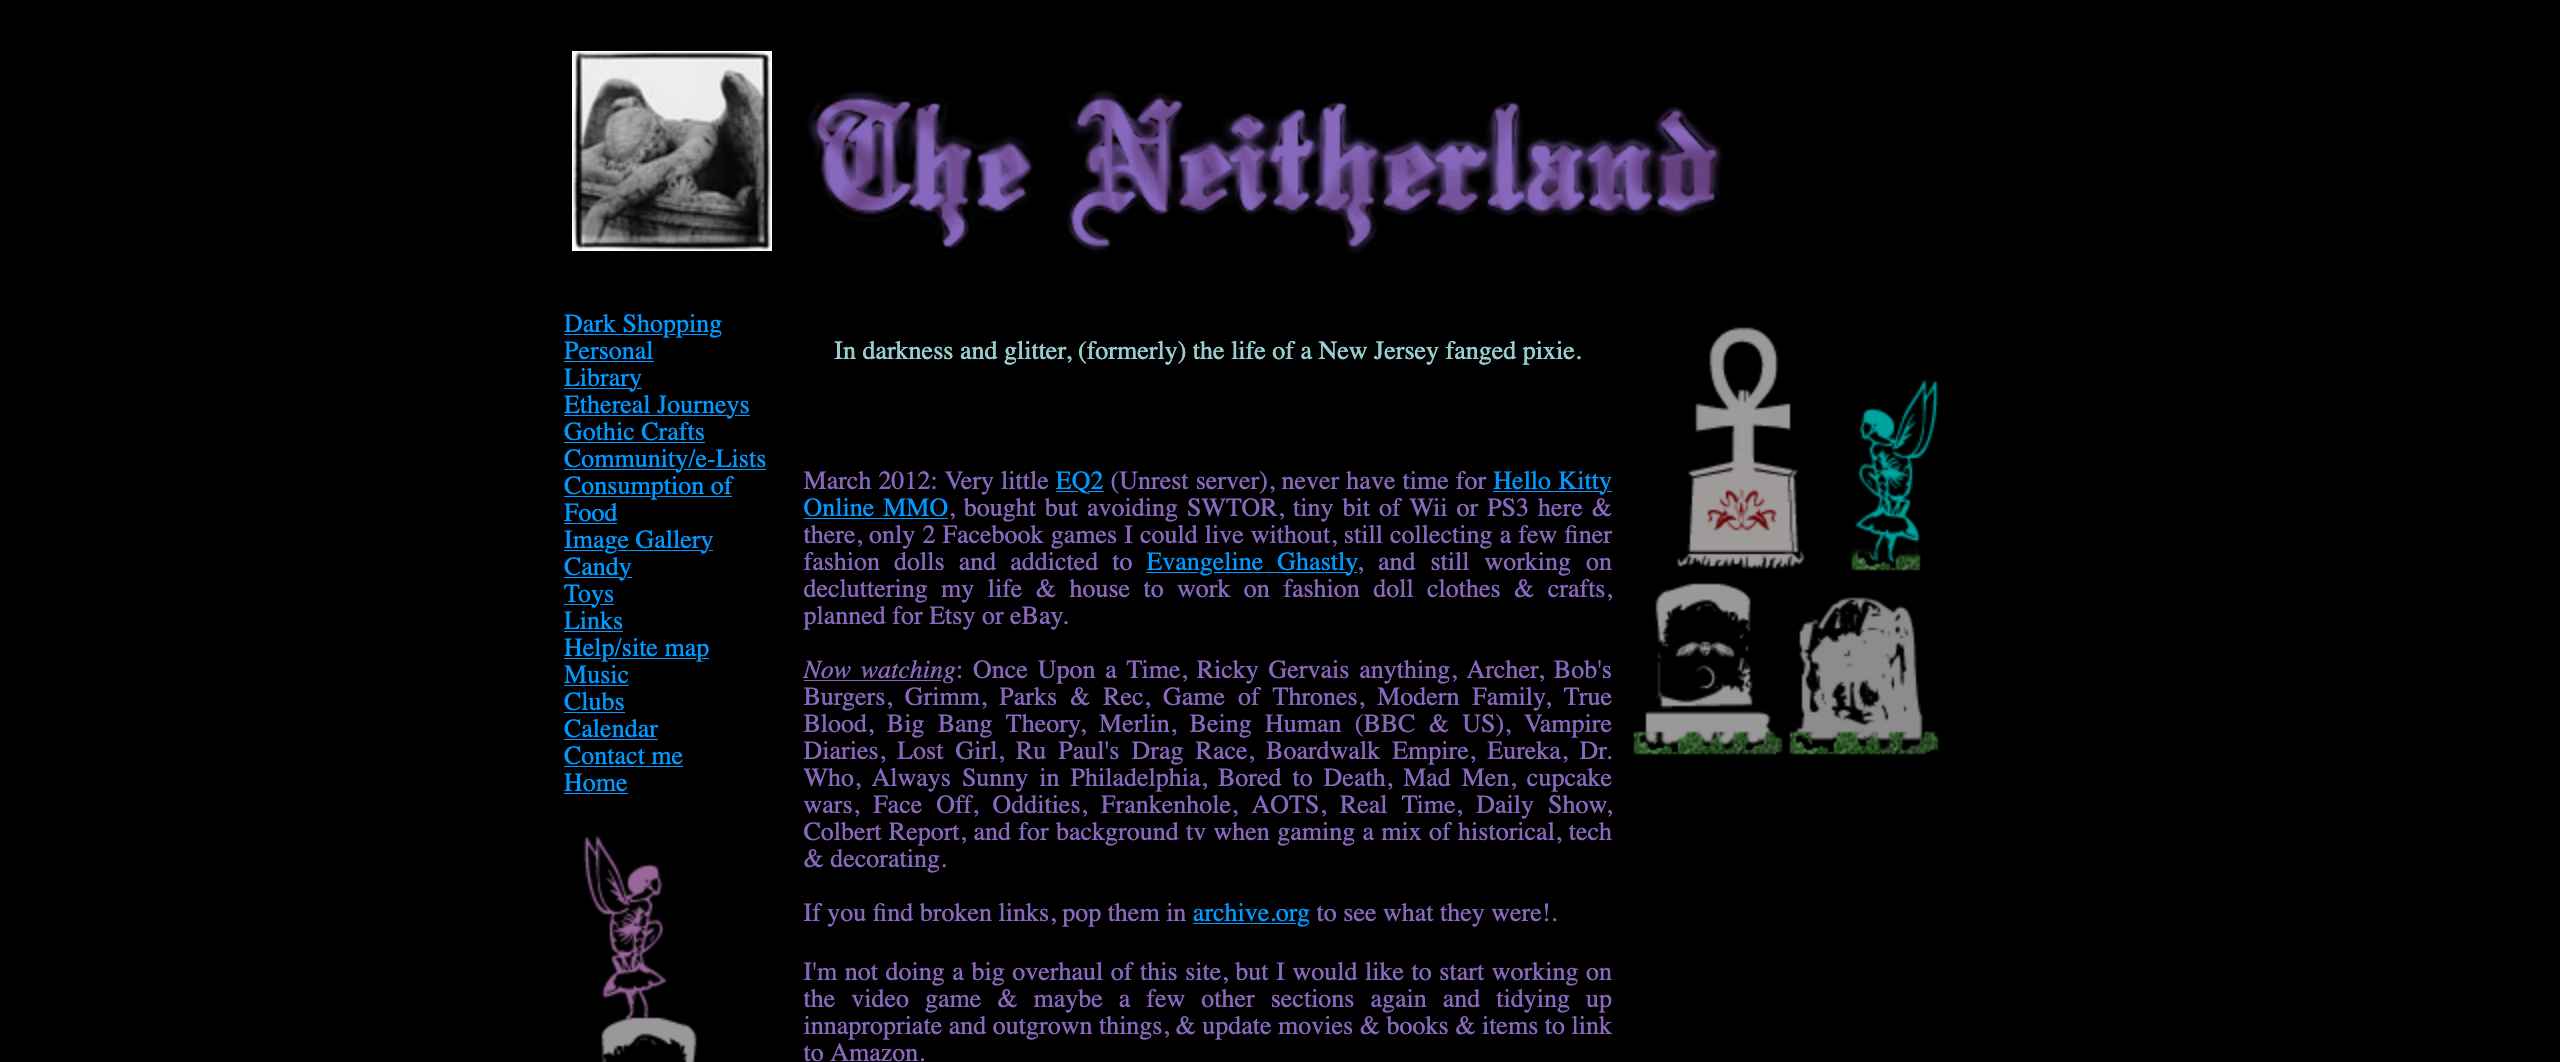 The Neitherland
Dark Shopping
Personal
Library
Ethereal Journeys
Gothic Crafts
Community/e-Lists
Consumption of
Food
Image Gallery
Candy
Toys
Links
Help/site map
Music
Clubs
Calendar
Contact me
Home
In darkness and glitter, (formerly) the life of a New Jersey fanged pixie.
March 2012: Very little EQ2 (Unrest server), never have time for Hello Kitty
Online MMO, bought but avoiding SWTOR, tiny bit of Wii or PS3 here &
there, only 2 Facebook games I could live without, still collecting a few finer
fashion dolls and addicted to Evangeline Ghastly, and still working on
decluttering my life & house to work on fashion doll clothes & crafts,
planned for Etsy or eBay.
Now watching: Once Upon a Time, Ricky Gervais anything, Archer, Bob's
Burgers, Grimm, Parks & Rec, Game of Thrones, Modern Family, True
Blood, Big Bang Theory, Merlin, Being Human (BBC & US), Vampire
Diaries, Lost Girl, Ru Paul's Drag Race, Boardwalk Empire, Eureka, Dr.
Who, Always Sunny in Philadelphia, Bored to Death, Mad Men, cupcake
wars, Face Off, Oddities, Frankenhole, AOTS, Real Time, Daily Show,
Colbert Report, and for background tv when gaming a mix of historical, tech
& decorating.
If you find broken links, pop them in archive.org to see what they were!.
I'm not doing a big overhaul of this site, but I would like to start working on
the video game & maybe a few other sections again and tidying up
innapropriate and outgrown things, & update movies & books & items to link
to Amazon.